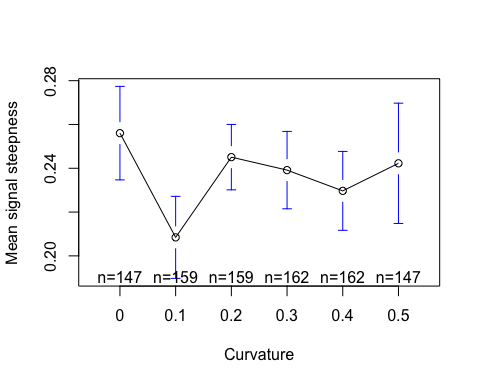 Mean signal steepness
0.28
0.24
0.20
n=147 n=159 n=159 n=162 n=162 n=147
0 0.1 0.2 0.3 0.4 0.5
Curvature